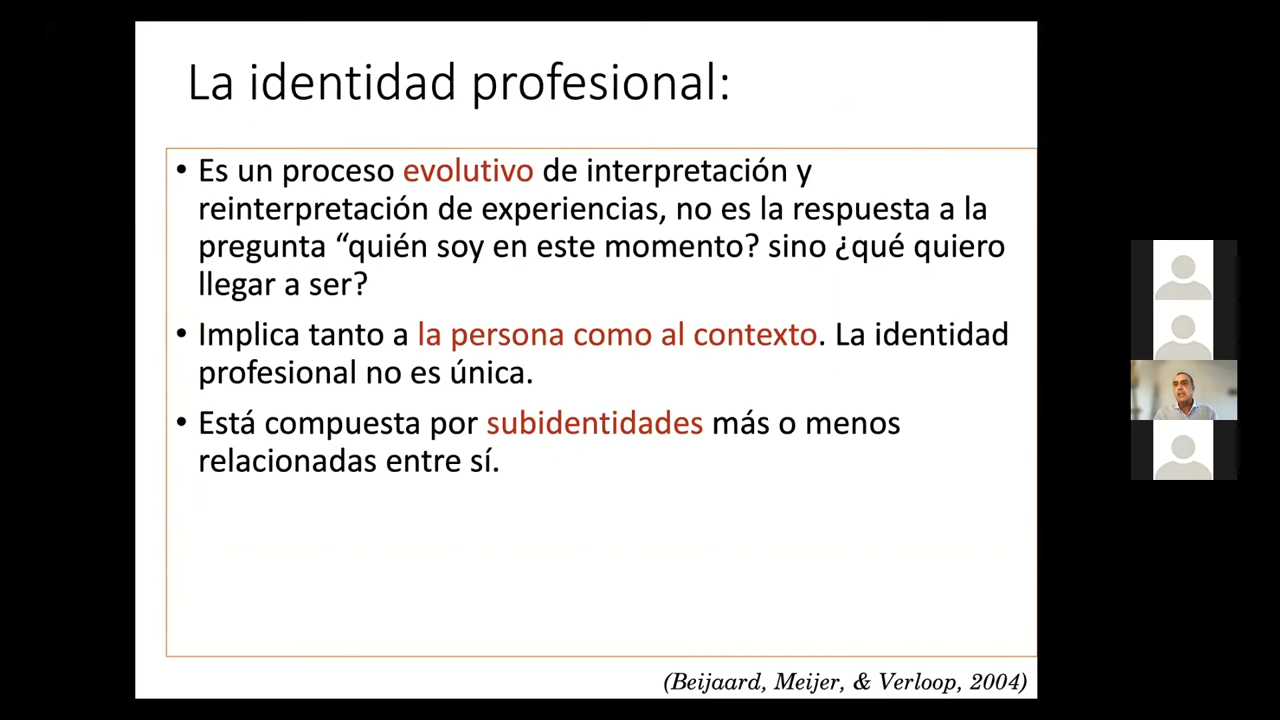 La identidad profesional:
• Es un proceso evolutivo de interpretación y
reinterpretación de experiencias, no es la respuesta a la
pregunta “quién soy en este momento? sino ¿qué quiero
llegar a ser?
• Implica tanto a la persona como al contexto. La identidad
profesional no es única.
• Está compuesta por subidentidades más o menos
relacionadas entre sí.
(Beijaard, Meijer, & Verloop, 2004)